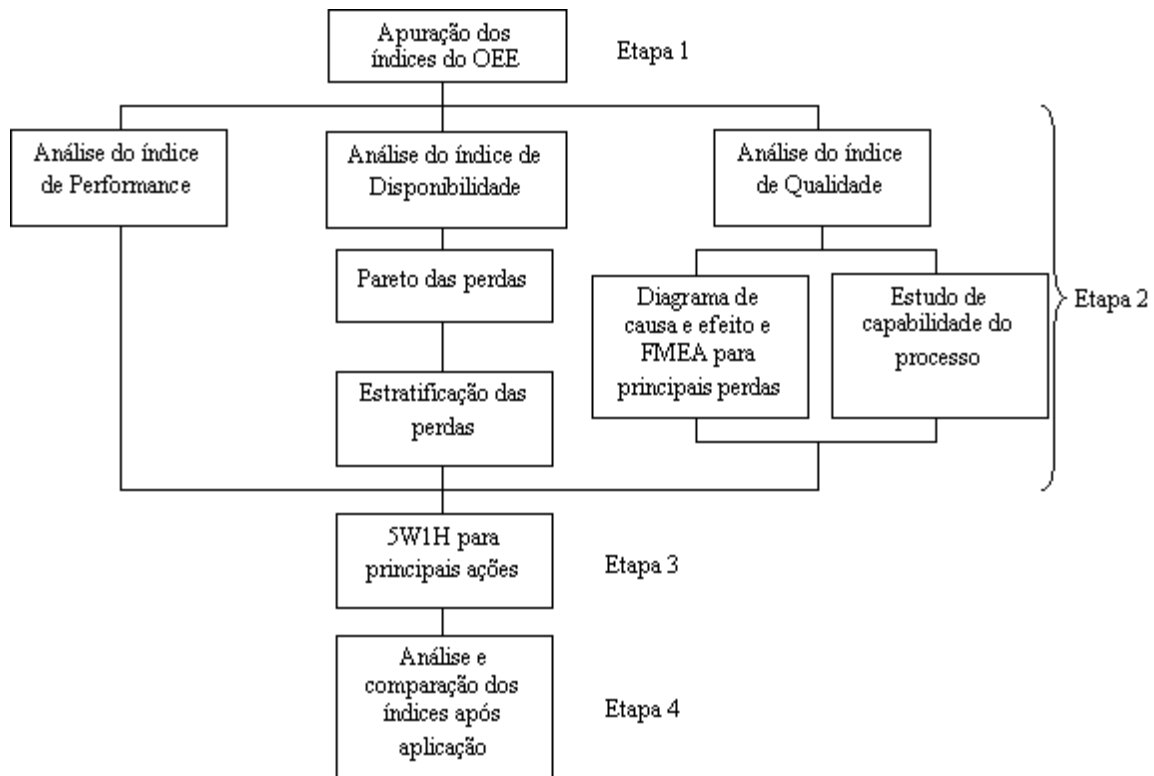 Apuração dos
índices do OEE
Etapa 1
Análise do índice
de Performance
Análise do índice de
Disponibilidade
Análise do índice
de Qualidade
Pareto das perdas
Diagrama de
causa e efeito e
FMEA para
principais perdas
Estudo de
capabilidade do
processo
Etapa 2
Estratificação das
perdas
5W1H para
principais ações
Etapa 3
Análise e
comparação dos
índices após
aplicação
Etapa 4